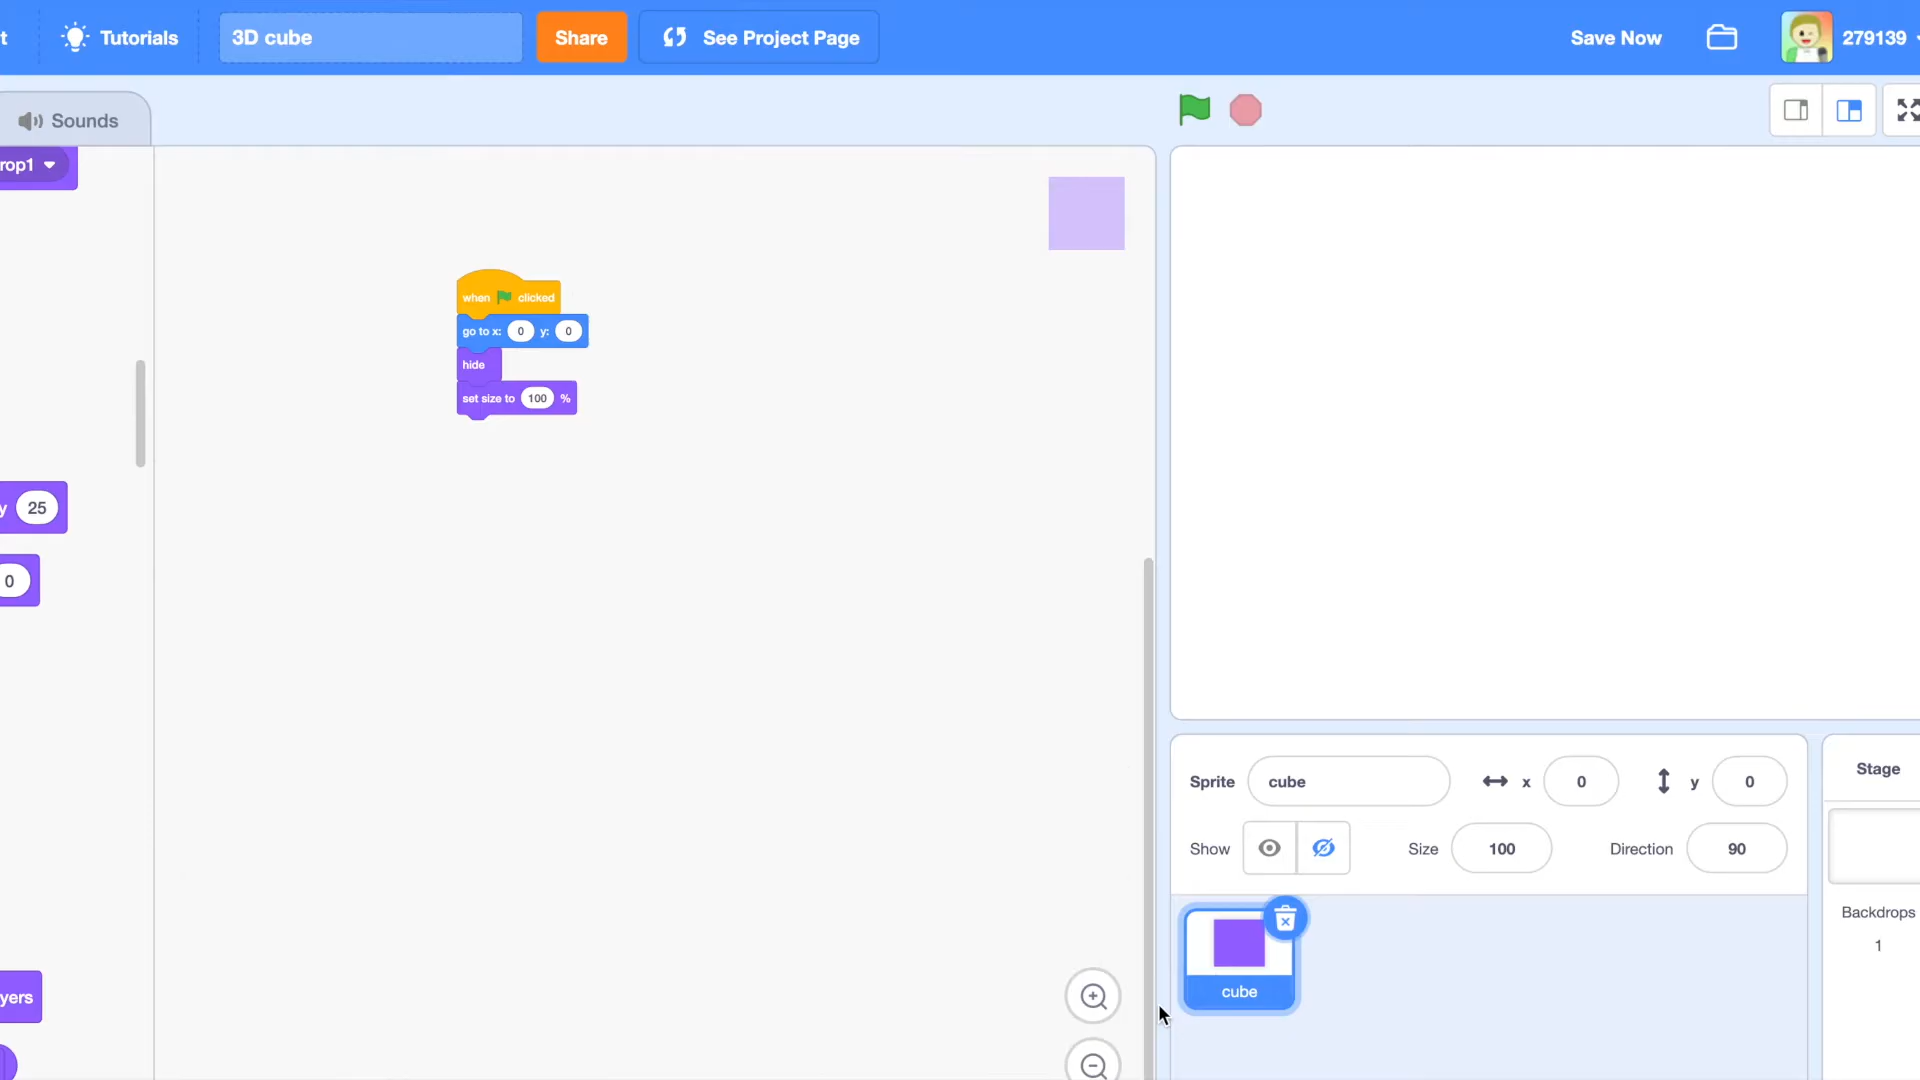 t
Tutorials
3D cube
Share
See Project Page
Save Now
279139
Sounds
rop1
y 25
0
yers
when clicked
go to x: 0 y: 0
hide
set size to 100 %
Sprite cube x 0 y 0
Show Size 100 Direction 90
cube
Stage
Backdrops
1